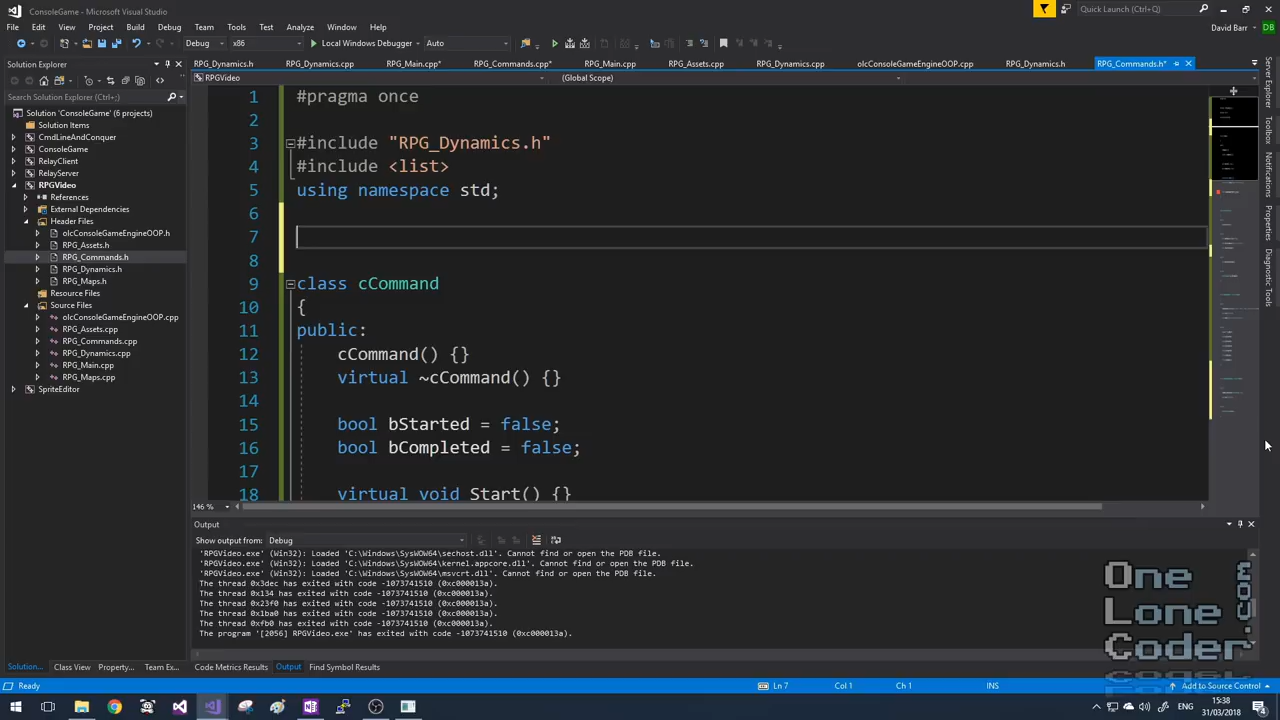 ConsoleGame - Microsoft Visual Studio
Quick Launch (Ctrl+Q)
File Edit View Project Build Debug Team Tools Test Analyze Window Help
David Barr DB
Debug x86 Local Windows Debugger Auto
Solution Explorer
RPG_Dynamics.h RPG_Dynamics.cpp RPG_Main.cpp* RPG_Commands.cpp* RPG_Main.cpp RPG_Assets.cpp RPG_Dynamics.cpp olcConsoleGameEngineOOP.cpp RPG_Dynamics.h RPG_Commands.h*
RPGVideo (Global Scope)
Search Solution Explorer (Ctrl+;)
Solution 'ConsoleGame' (6 projects)
Solution Items
CmdLineAndConquer
ConsoleGame
RelayClient
RelayServer
RPGVideo
References
External Dependencies
Header Files
olcConsoleGameEngineOOP.h
RPG_Assets.h
RPG_Commands.h
RPG_Dynamics.h
RPG_Maps.h
Resource Files
Source Files
olcConsoleGameEngineOOP.cpp
RPG_Assets.cpp
RPG_Commands.cpp
RPG_Dynamics.cpp
RPG_Main.cpp
RPG_Maps.cpp
SpriteEditor
1 #pragma once
2
3 #include "RPG_Dynamics.h"
4 #include <list>
5 using namespace std;
6
7
8
9 class cCommand
10 {
11 public:
12 cCommand() {}
13 virtual ~cCommand() {}
14
15 bool bStarted = false;
16 bool bCompleted = false;
17
18 virtual void Start() {}
Server Explorer
Toolbox
Notifications
Properties
Diagnostic Tools
146 %
Output
Show output from: Debug
'RPGVideo.exe' (Win32): Loaded 'C:\Windows\SysWOW64\sechost.dll'. Cannot find or open the PDB file.
'RPGVideo.exe' (Win32): Loaded 'C:\Windows\SysWOW64\kernel.appcore.dll'. Cannot find or open the PDB file.
'RPGVideo.exe' (Win32): Loaded 'C:\Windows\SysWOW64\msvcrt.dll'. Cannot find or open the PDB file.
The thread 0x3dec has exited with code -1073741510 (0xc000013a).
The thread 0x134 has exited with code -1073741510 (0xc000013a).
The thread 0x23f0 has exited with code -1073741510 (0xc000013a).
The thread 0x1ba0 has exited with code -1073741510 (0xc000013a).
The thread 0xfb0 has exited with code -1073741510 (0xc000013a).
The program '[2056] RPGVideo.exe' has exited with code -1073741510 (0xc000013a).
One
Lone
Coder
.com
Solution... Class View Property... Team Ex... Code Metrics Results Output Find Symbol Results
Ready Ln 7 Col 1 Ch 1 INS Add to Source Control
ENG 15:38
31/03/2018
4